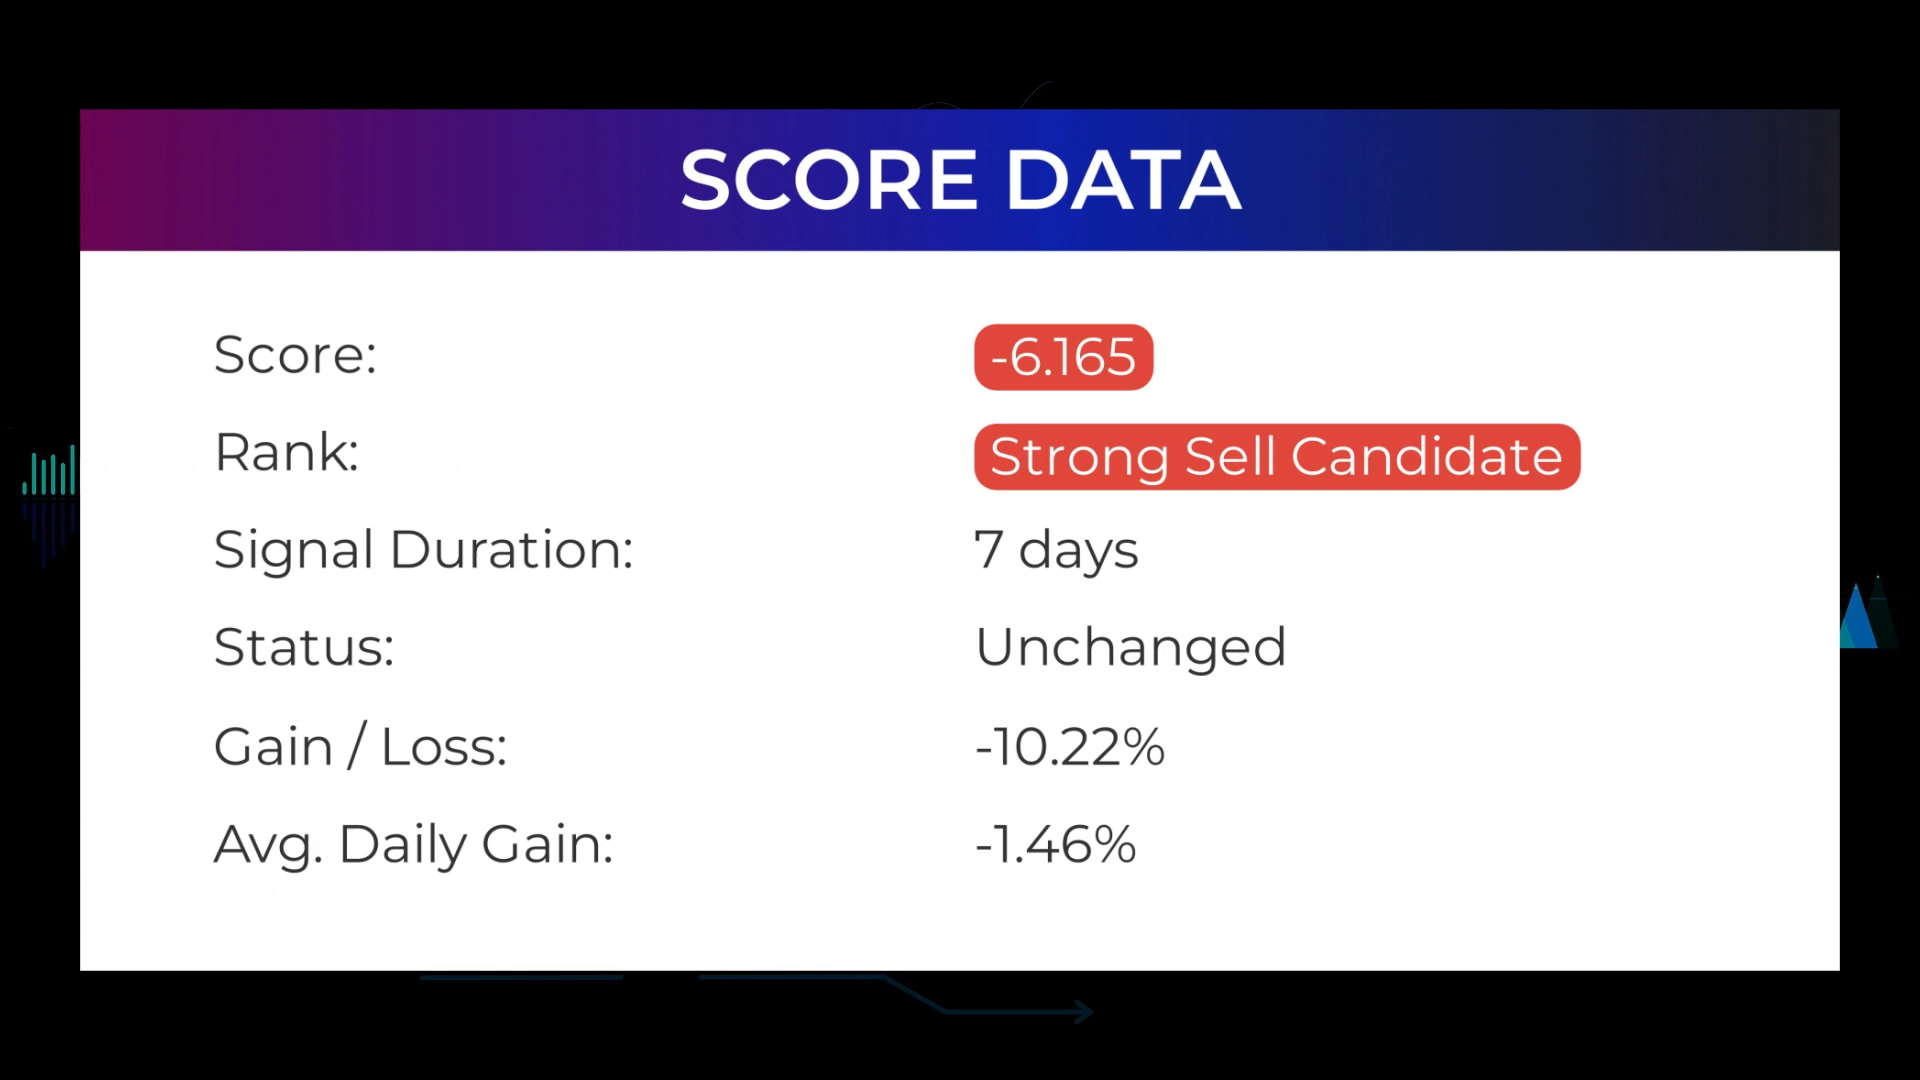 SCORE DATA
Score: -6.165
Rank: Strong Sell Candidate
Signal Duration: 7 days
Status: Unchanged
Gain / Loss: -10.22%
Avg. Daily Gain: -1.46%